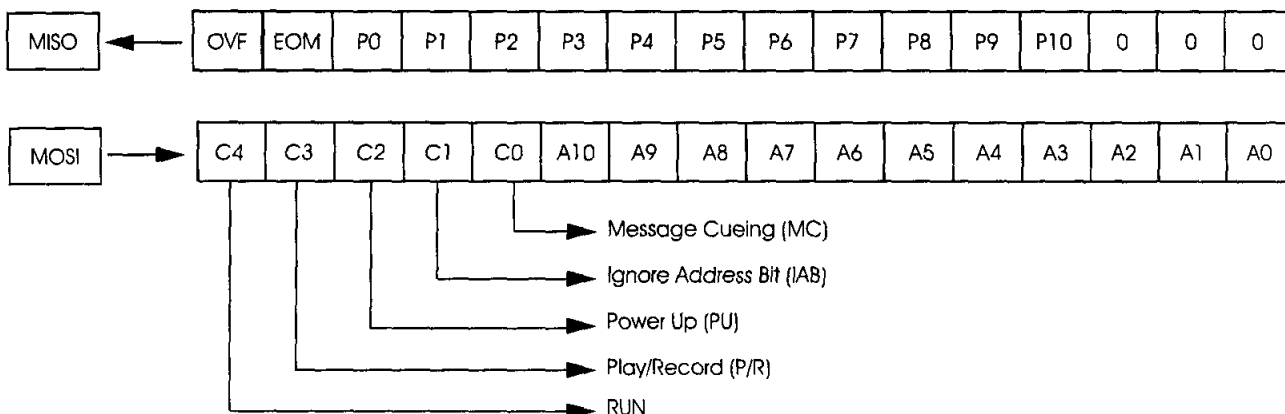 MISO OVF EOM P0 P1 P2 P3 P4 P5 P6 P7 P8 P9 P10 0 0 0
MOSI C4 C3 C2 C1 C0 A10 A9 A8 A7 A6 A5 A4 A3 A2 A1 A0
Message Cueing (MC)
Ignore Address Bit (IAB)
Power Up (PU)
Play/Record (P/R)
RUN